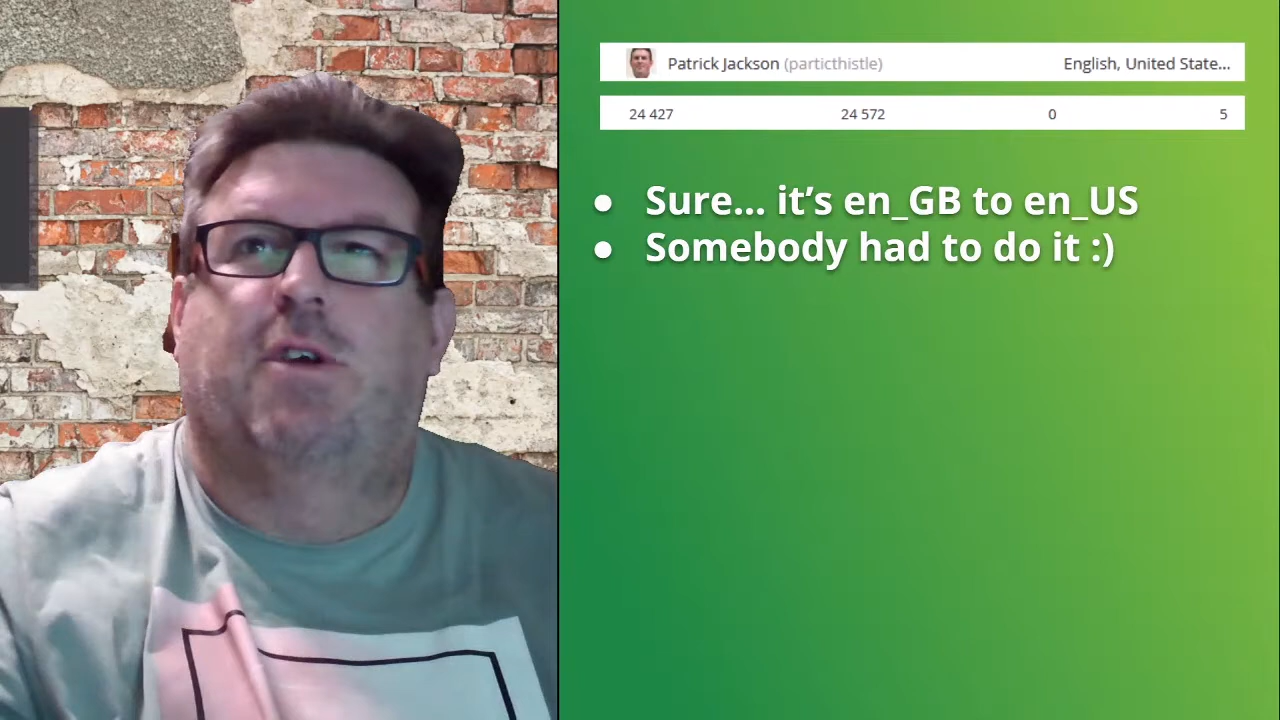 Patrick Jackson (particthistle) English, United State...
24 427 24 572 0 5
● Sure... it’s en_GB to en_US
● Somebody had to do it :)